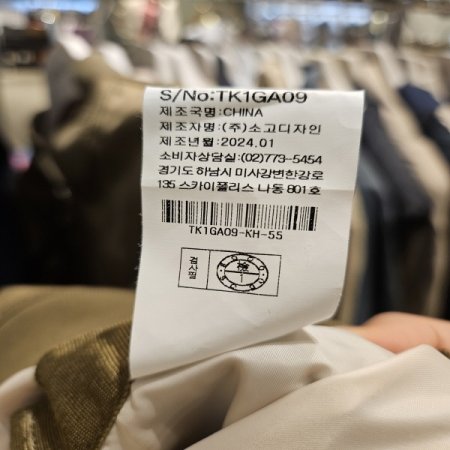 S/No:TK1GA09
제조국명:CHINA
제조자명:(주)소고디자인
제조년월:2024.01
소비자상담실:(02)773-5454
경기도 하남시 미사강변한강로
135 스카이폴리스 나동 801호
TK1GA09-KH-55
검사필